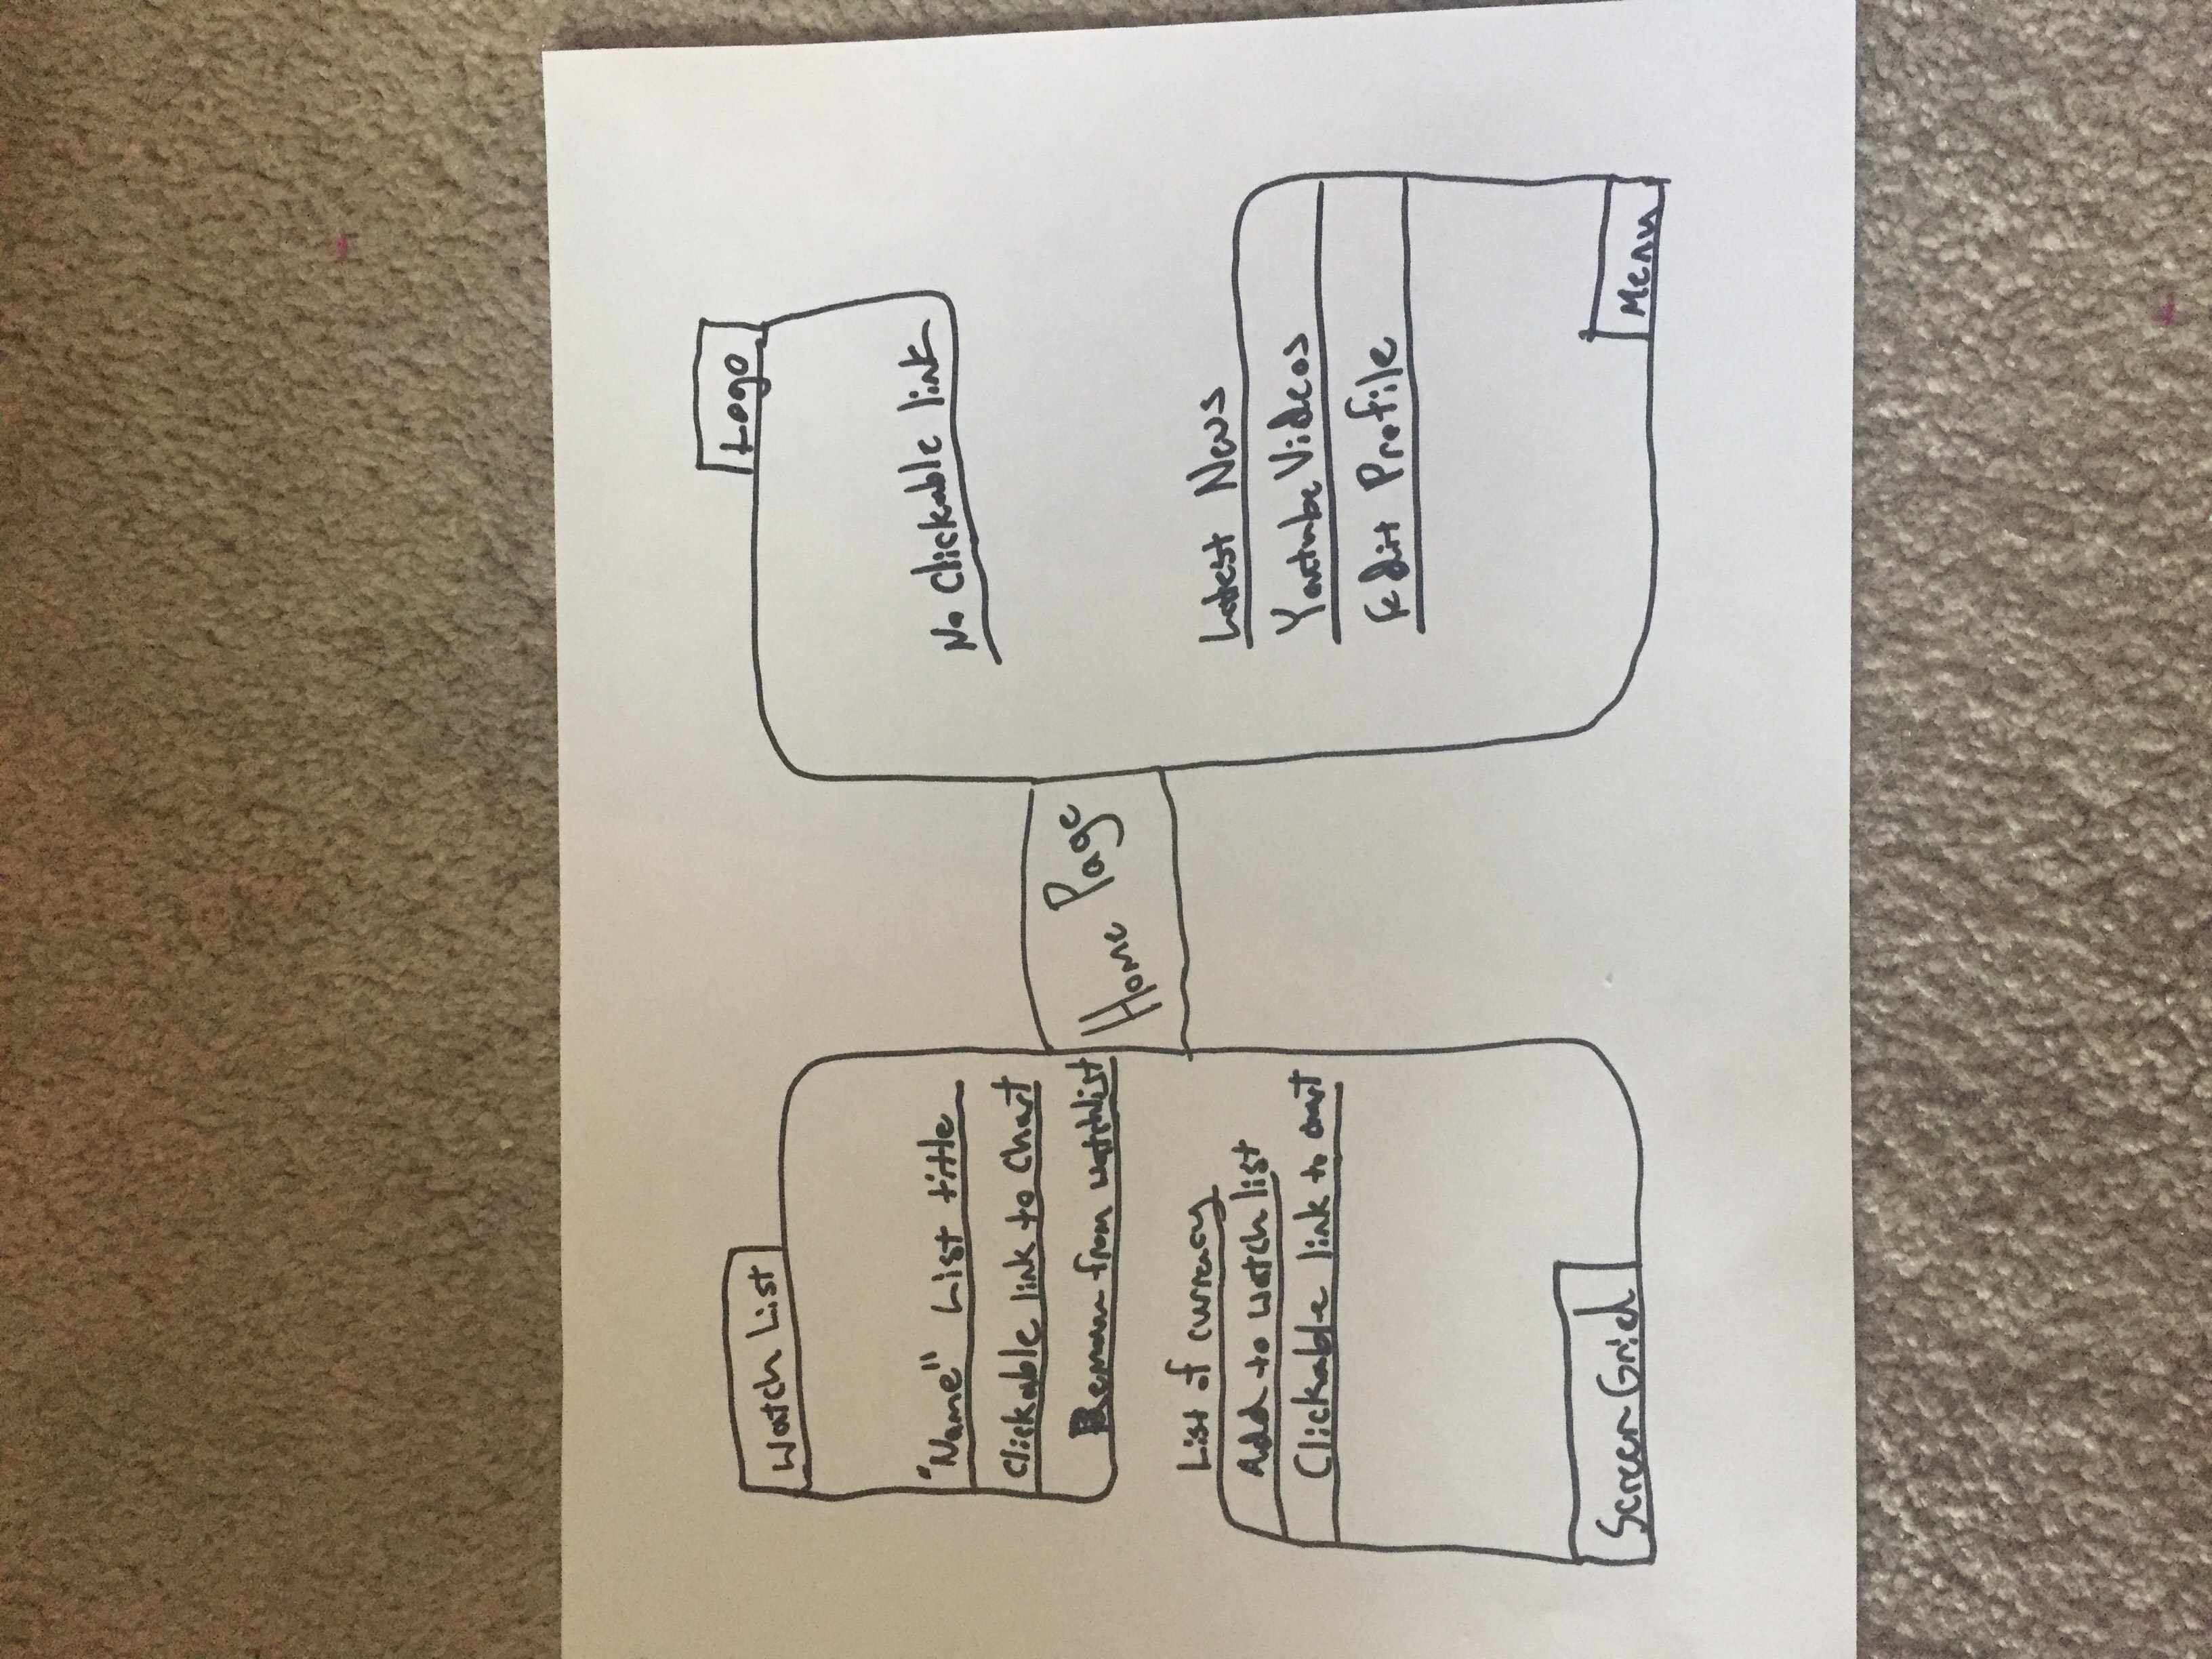 Watch List
"Name" List title
Clickable link to Chart
Remove from watchlist
List of currency
Add to watch list
Clickable link to chart
Screen Grid
Home Page
Logo
No Clickable link
Latest News
Youtube Videos
Edit Profile
Menu